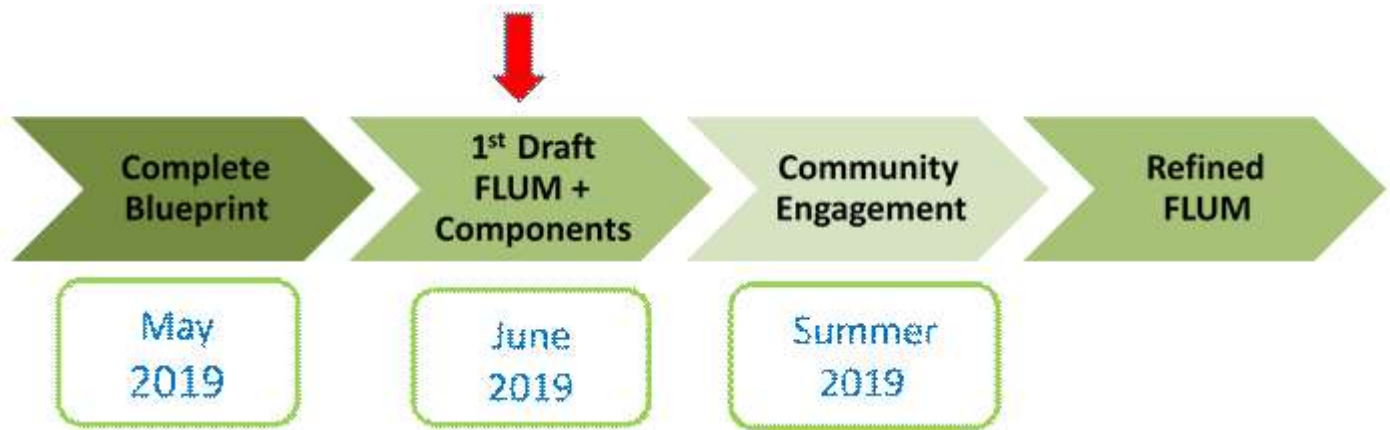 Complete
Blueprint
1st Draft
FLUM +
Components
Community
Engagement
Refined
FLUM
May
2019
June
2019
Summer
2019